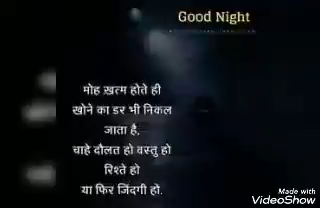 Good Night
मोह ख़त्म होते ही
खोने का डर भी निकल
जाता है,
चाहे दौलत हो वस्तु हो
रिश्ते हो
या फिर जिंदगी हो.
Made with
VideoShow